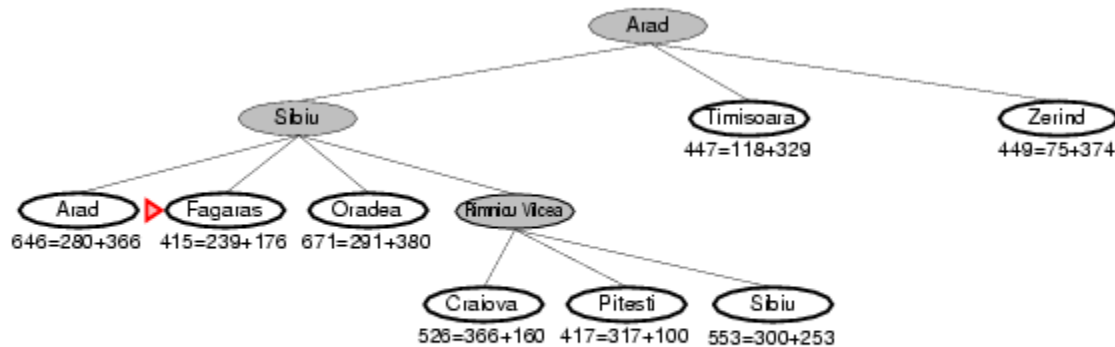 Arad
Sibiu
Timisoara
Zerind
447=118+329
449=75+374
Arad
Fagaras
Oradea
Rimnicu Vilcea
646=280+366
415=239+176
671=291+380
Craiova
Pitesti
Sibiu
526=366+160
417=317+100
553=300+253